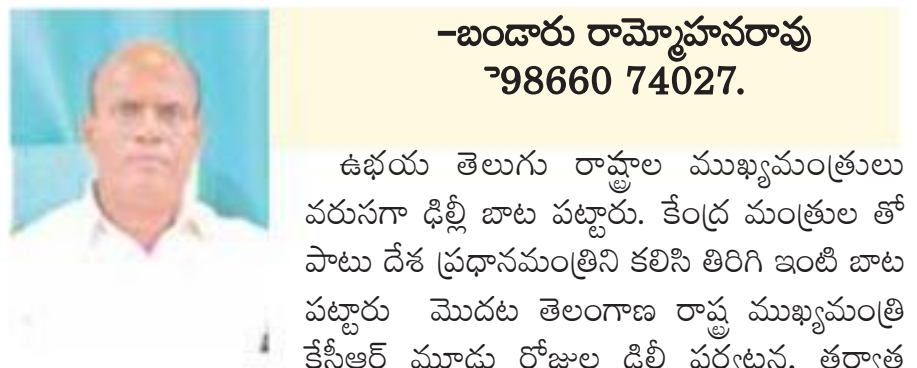 -బండారు రామ్మోహనరావు
98660 74027.
ఉభయ తెలుగు రాష్ట్రాల ముఖ్యమంత్రులు
వరుసగా ఢిల్లీ బాట పట్టారు. కేంద్ర మంత్రుల తో
పాటు దేశ ప్రధానమంత్రిని కలిసి తిరిగి ఇంటి బాట
పట్టారు మొదట తెలంగాణ రాష్ట్ర ముఖ్యమంత్రి
కేసీఆర్ మూడు రోజుల ఢిల్లీ పర్యటన, తర్వాత